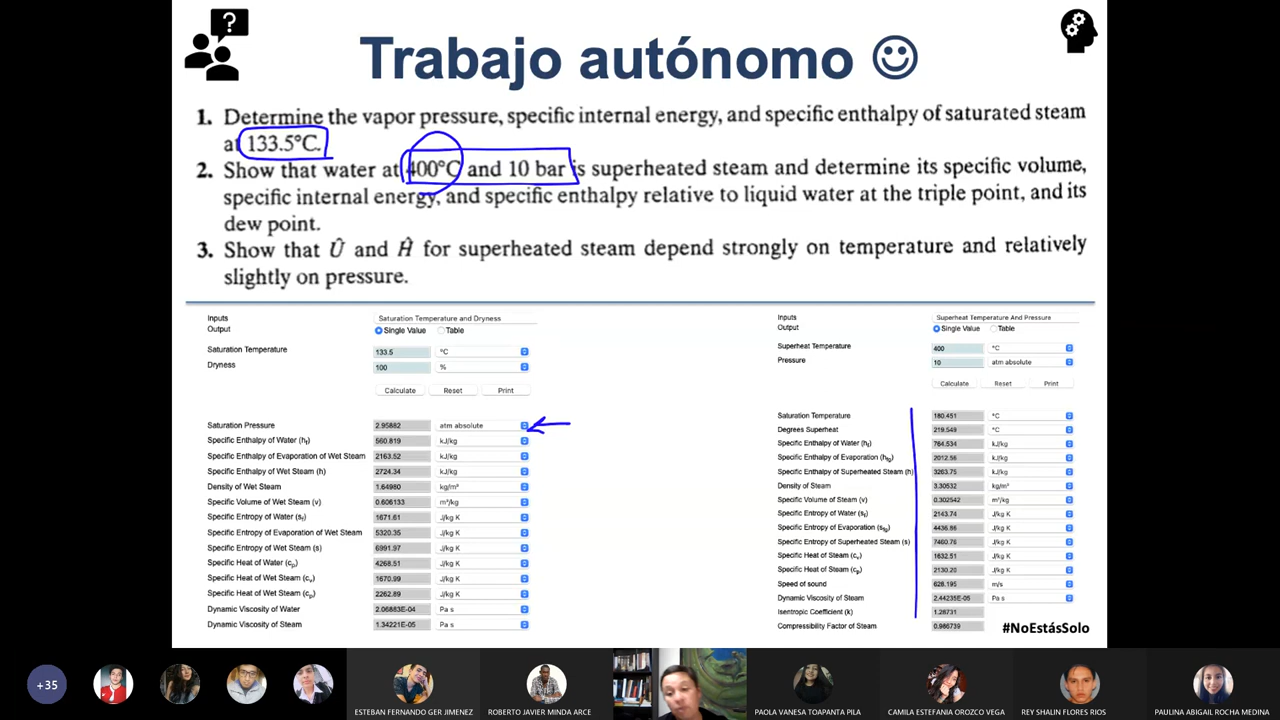 ?
Trabajo autónomo
1. Determine the vapor pressure, specific internal energy, and specific enthalpy of saturated steam
at 133.5°C.
2. Show that water at 400°C and 10 bar is superheated steam and determine its specific volume,
specific internal energy, and specific enthalpy relative to liquid water at the triple point, and its
dew point.
3. Show that Û and Ĥ for superheated steam depend strongly on temperature and relatively
slightly on pressure.
Inputs Saturation Temperature and Dryness
Output Single Value Table
Saturation Temperature 133.5 °C
Dryness 100 %
Calculate Reset Print
Saturation Pressure 2.95882 atm absolute
Specific Enthalpy of Water (hf) 560.819 kJ/kg
Specific Enthalpy of Evaporation of Wet Steam 2163.52 kJ/kg
Specific Enthalpy of Wet Steam (h) 2724.34 kJ/kg
Density of Wet Steam 1.64980 kg/m³
Specific Volume of Wet Steam (v) 0.606133 m³/kg
Specific Entropy of Water (sf) 1671.61 J/kg K
Specific Entropy of Evaporation of Wet Steam 5320.35 J/kg K
Specific Entropy of Wet Steam (s) 6991.97 J/kg K
Specific Heat of Water (cp) 4268.51 J/kg K
Specific Heat of Wet Steam (cv) 1670.99 J/kg K
Specific Heat of Wet Steam (cp) 2262.89 J/kg K
Dynamic Viscosity of Water 2.06883E-04 Pa s
Dynamic Viscosity of Steam 1.34221E-05 Pa s
Inputs Superheat Temperature And Pressure
Output Single Value Table
Superheat Temperature 400 °C
Pressure 10 atm absolute
Calculate Reset Print
Saturation Temperature 180.451 °C
Degrees Superheat 219.549 °C
Specific Enthalpy of Water (hf) 764.534 kJ/kg
Specific Enthalpy of Evaporation (hfg) 2012.56 kJ/kg
Specific Enthalpy of Superheated Steam (h) 3263.75 kJ/kg
Density of Steam 3.30532 kg/m³
Specific Volume of Steam (v) 0.302542 m³/kg
Specific Entropy of Water (sf) 2143.74 J/kg K
Specific Entropy of Evaporation (sfg) 4436.86 J/kg K
Specific Entropy of Superheated Steam (s) 7460.76 J/kg K
Specific Heat of Steam (cv) 1632.51 J/kg K
Specific Heat of Steam (cp) 2130.20 J/kg K
Speed of sound 628.195 m/s
Dynamic Viscosity of Steam 2.44235E-05 Pa s
Isentropic Coefficient (k) 1.28731
Compressibility Factor of Steam 0.986739
#NoEstásSolo
+35
ESTEBAN FERNANDO GER JIMENEZ
ROBERTO JAVIER MINDA ARCE
PAOLA VANESA TOAPANTA PILA
CAMILA ESTEFANIA OROZCO VEGA
REY SHALIN FLORES RIOS
PAULINA ABIGAIL ROCHA MEDINA